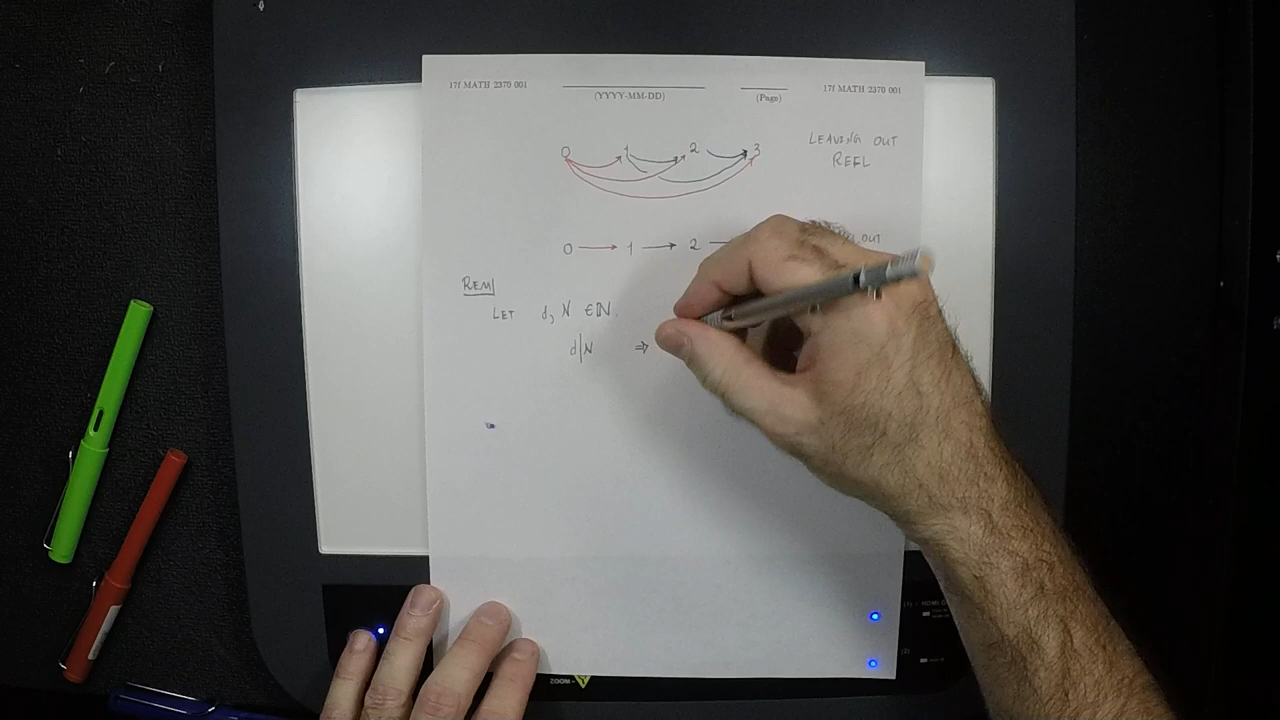 17f MATH 2370 001 (YYYY-MM-DD) (Page) 17f MATH 2370 001
LEAVING OUT
REFL
0 1 2 3
0 1 2
OUT
REM
LET d, N ∈ ℕ.
d|N ⇒
ZOOM